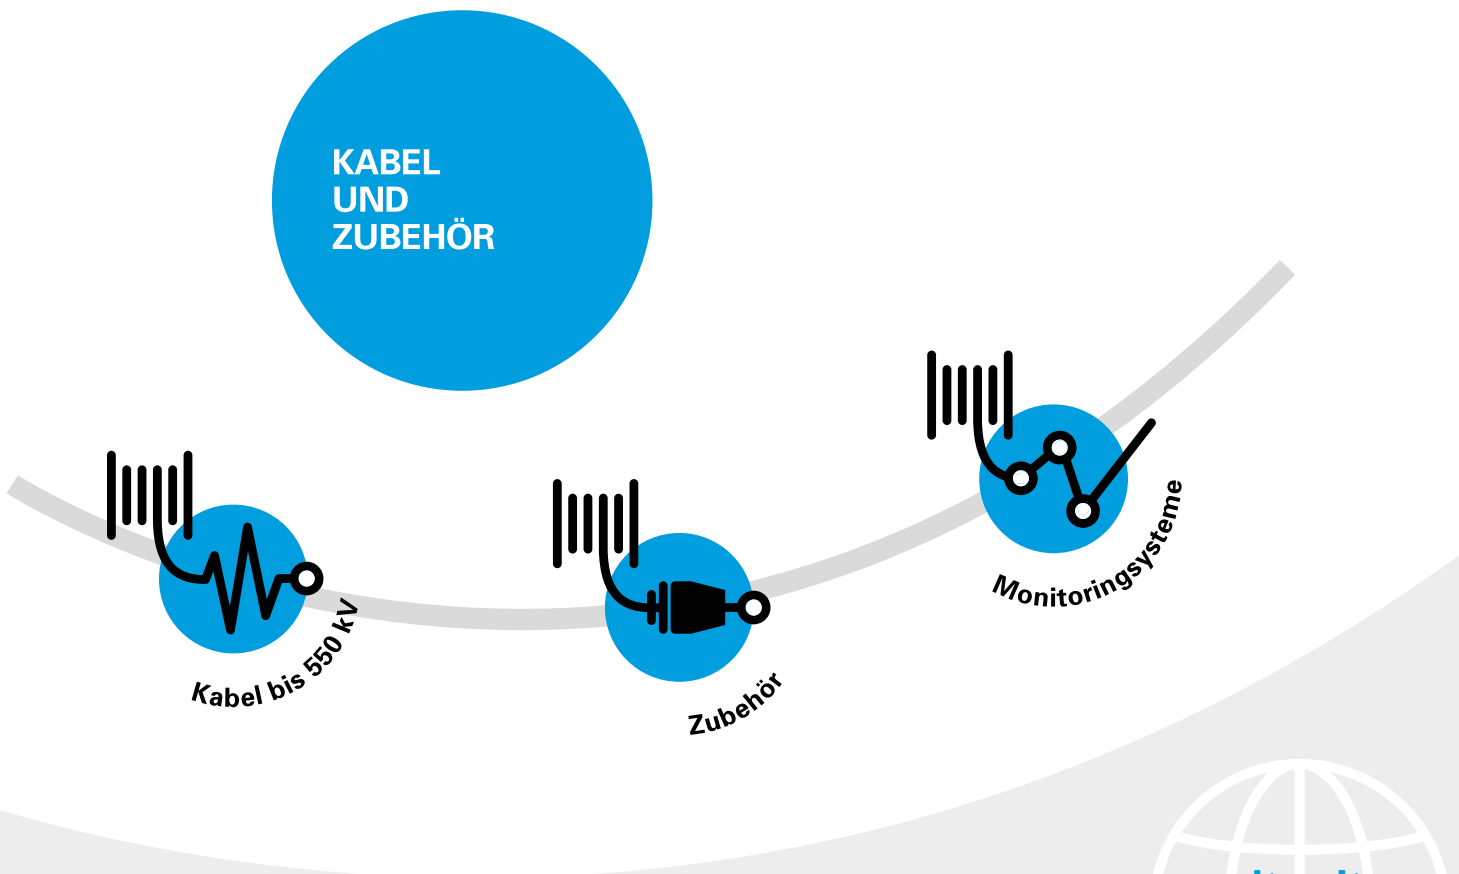 KABEL
UND
ZUBEHÖR
Kabel bis 550 kV
Zubehör
Monitoringsysteme